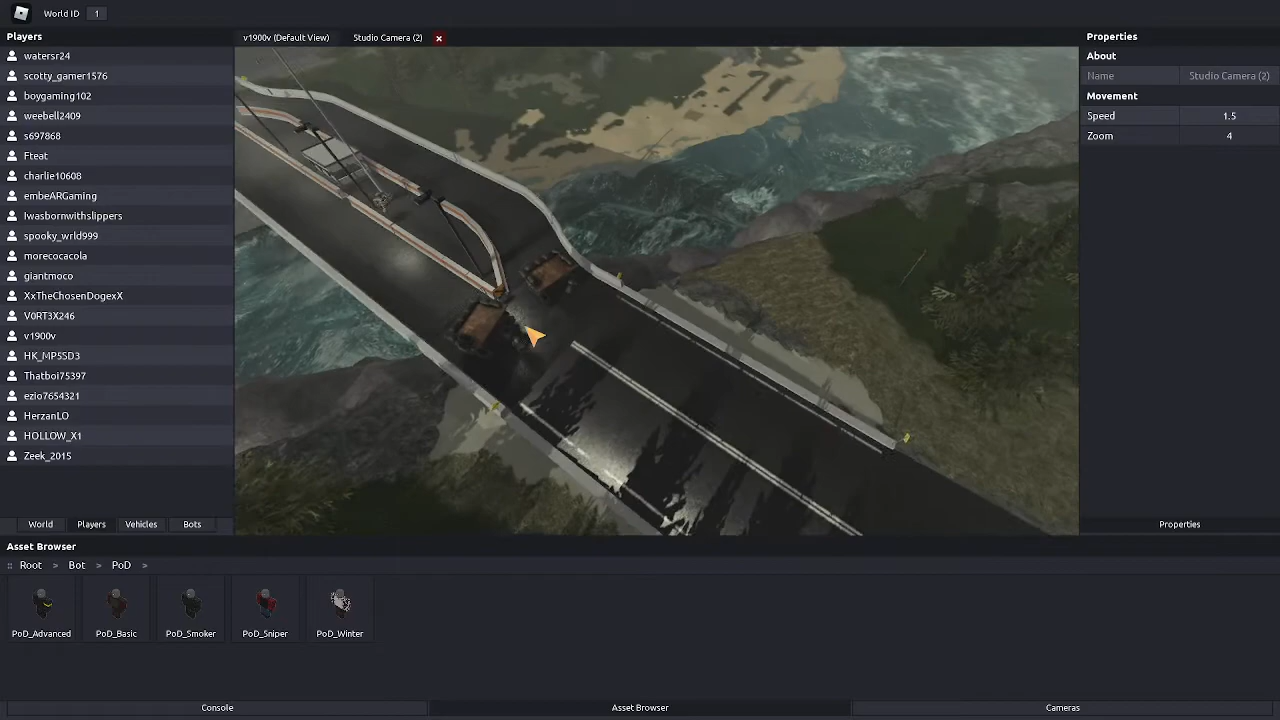 World ID 1
Players
v1900v (Default View) Studio Camera (2) x
Properties
watersr24
scotty_gamer1576
boygaming102
weebell2409
s697868
Fteat
charlie10608
embeARGaming
Iwasbornwithslippers
spooky_wrld999
morecocacola
giantmoco
XxTheChosenDogexX
V0RT3X246
v1900v
HK_MP5SD3
Thatboi75397
ezio7654321
HerzanLO
HOLLOW_X1
Zeek_2015
About
Name Studio Camera (2)
Movement
Speed 1.5
Zoom 4
World Players Vehicles Bots
Properties
Asset Browser
:: Root > Bot > PoD >
PoD_Advanced PoD_Basic PoD_Smoker PoD_Sniper PoD_Winter
Console Asset Browser Cameras